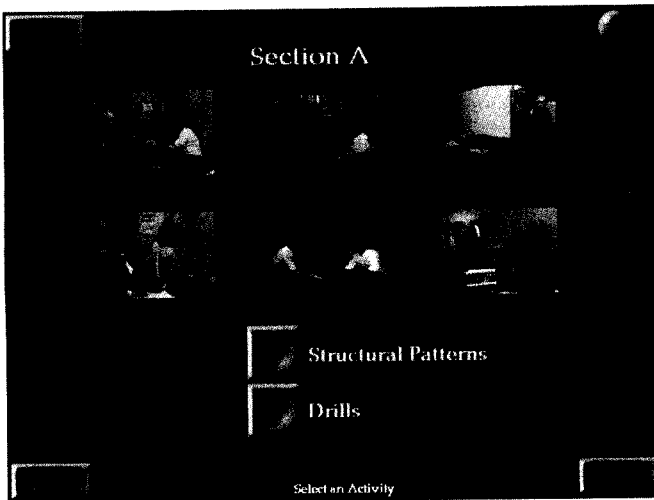 Section A
Structural Patterns
Drills
Select an Activity